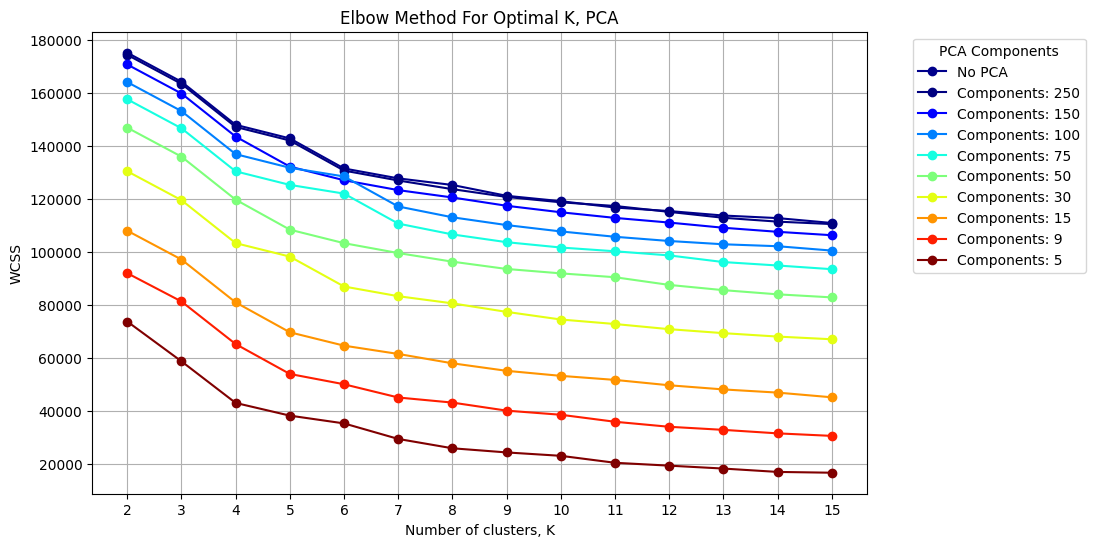 Elbow Method For Optimal K, PCA
WCSS
180000
160000
140000
120000
100000
80000
60000
40000
20000
2 3 4 5 6 7 8 9 10 11 12 13 14 15
Number of clusters, K
PCA Components
No PCA
Components: 250
Components: 150
Components: 100
Components: 75
Components: 50
Components: 30
Components: 15
Components: 9
Components: 5